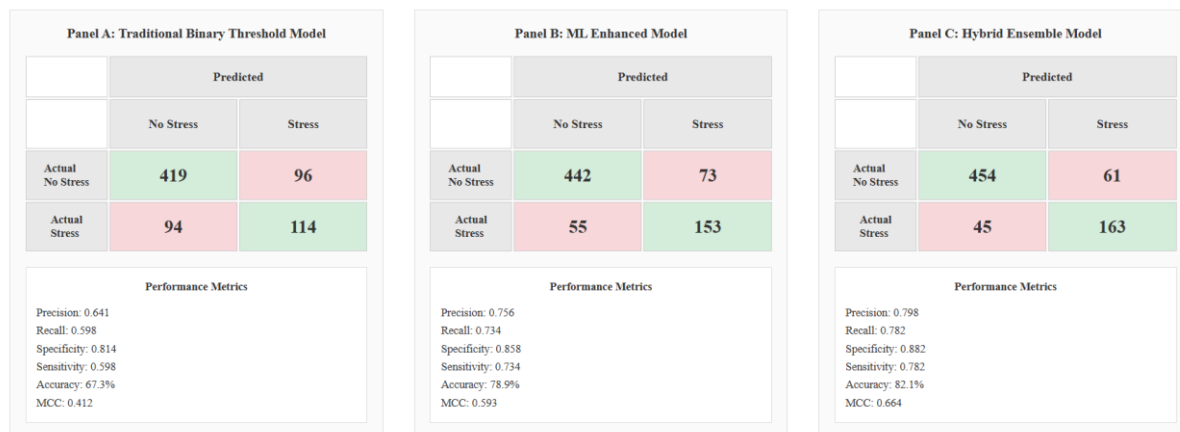 Panel A: Traditional Binary Threshold Model
Predicted
No Stress Stress
Actual
No Stress
419 96
Actual
Stress
94 114
Performance Metrics
Precision: 0.641
Recall: 0.598
Specificity: 0.814
Sensitivity: 0.598
Accuracy: 67.3%
MCC: 0.412
Panel B: ML Enhanced Model
Predicted
No Stress Stress
Actual
No Stress
442 73
Actual
Stress
55 153
Performance Metrics
Precision: 0.756
Recall: 0.734
Specificity: 0.858
Sensitivity: 0.734
Accuracy: 78.9%
MCC: 0.593
Panel C: Hybrid Ensemble Model
Predicted
No Stress Stress
Actual
No Stress
454 61
Actual
Stress
45 163
Performance Metrics
Precision: 0.798
Recall: 0.782
Specificity: 0.882
Sensitivity: 0.782
Accuracy: 82.1%
MCC: 0.664